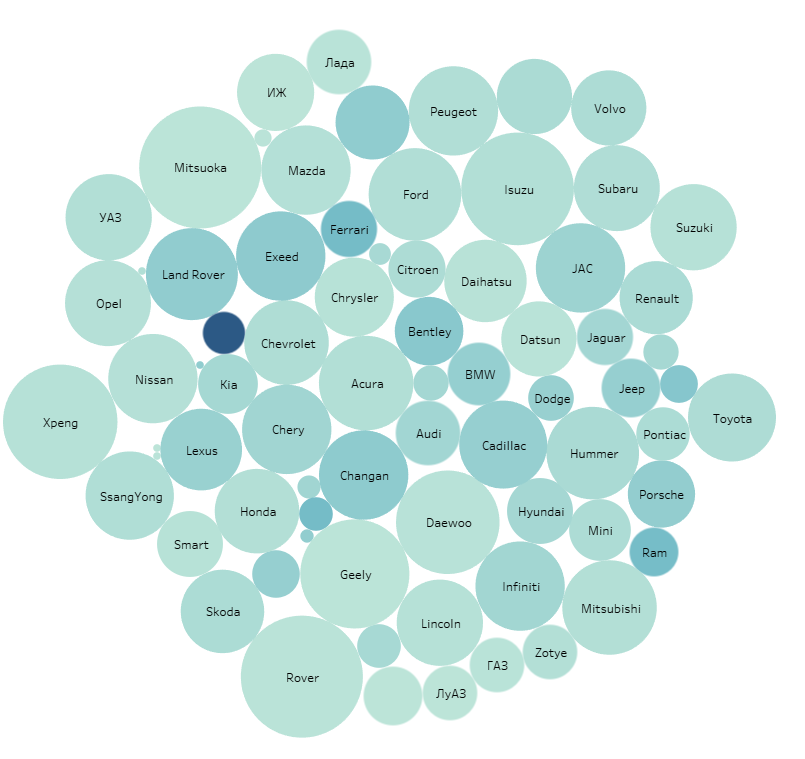 Лада
ИЖ
Peugeot
Volvo
Mitsuoka
Mazda
Ford
Isuzu
Subaru
УАЗ
Ferrari
Suzuki
Land Rover
Exeed
Citroen
Daihatsu
JAC
Opel
Chrysler
Renault
Bentley
Chevrolet
Datsun
Jaguar
Nissan
Kia
Acura
BMW
Jeep
Dodge
Xpeng
Toyota
Lexus
Chery
Audi
Cadillac
Hummer
Pontiac
Changan
SsangYong
Honda
Daewoo
Hyundai
Porsche
Smart
Mini
Ram
Geely
Infiniti
Skoda
Lincoln
Mitsubishi
Rover
ЛуАЗ
ГАЗ
Zotye